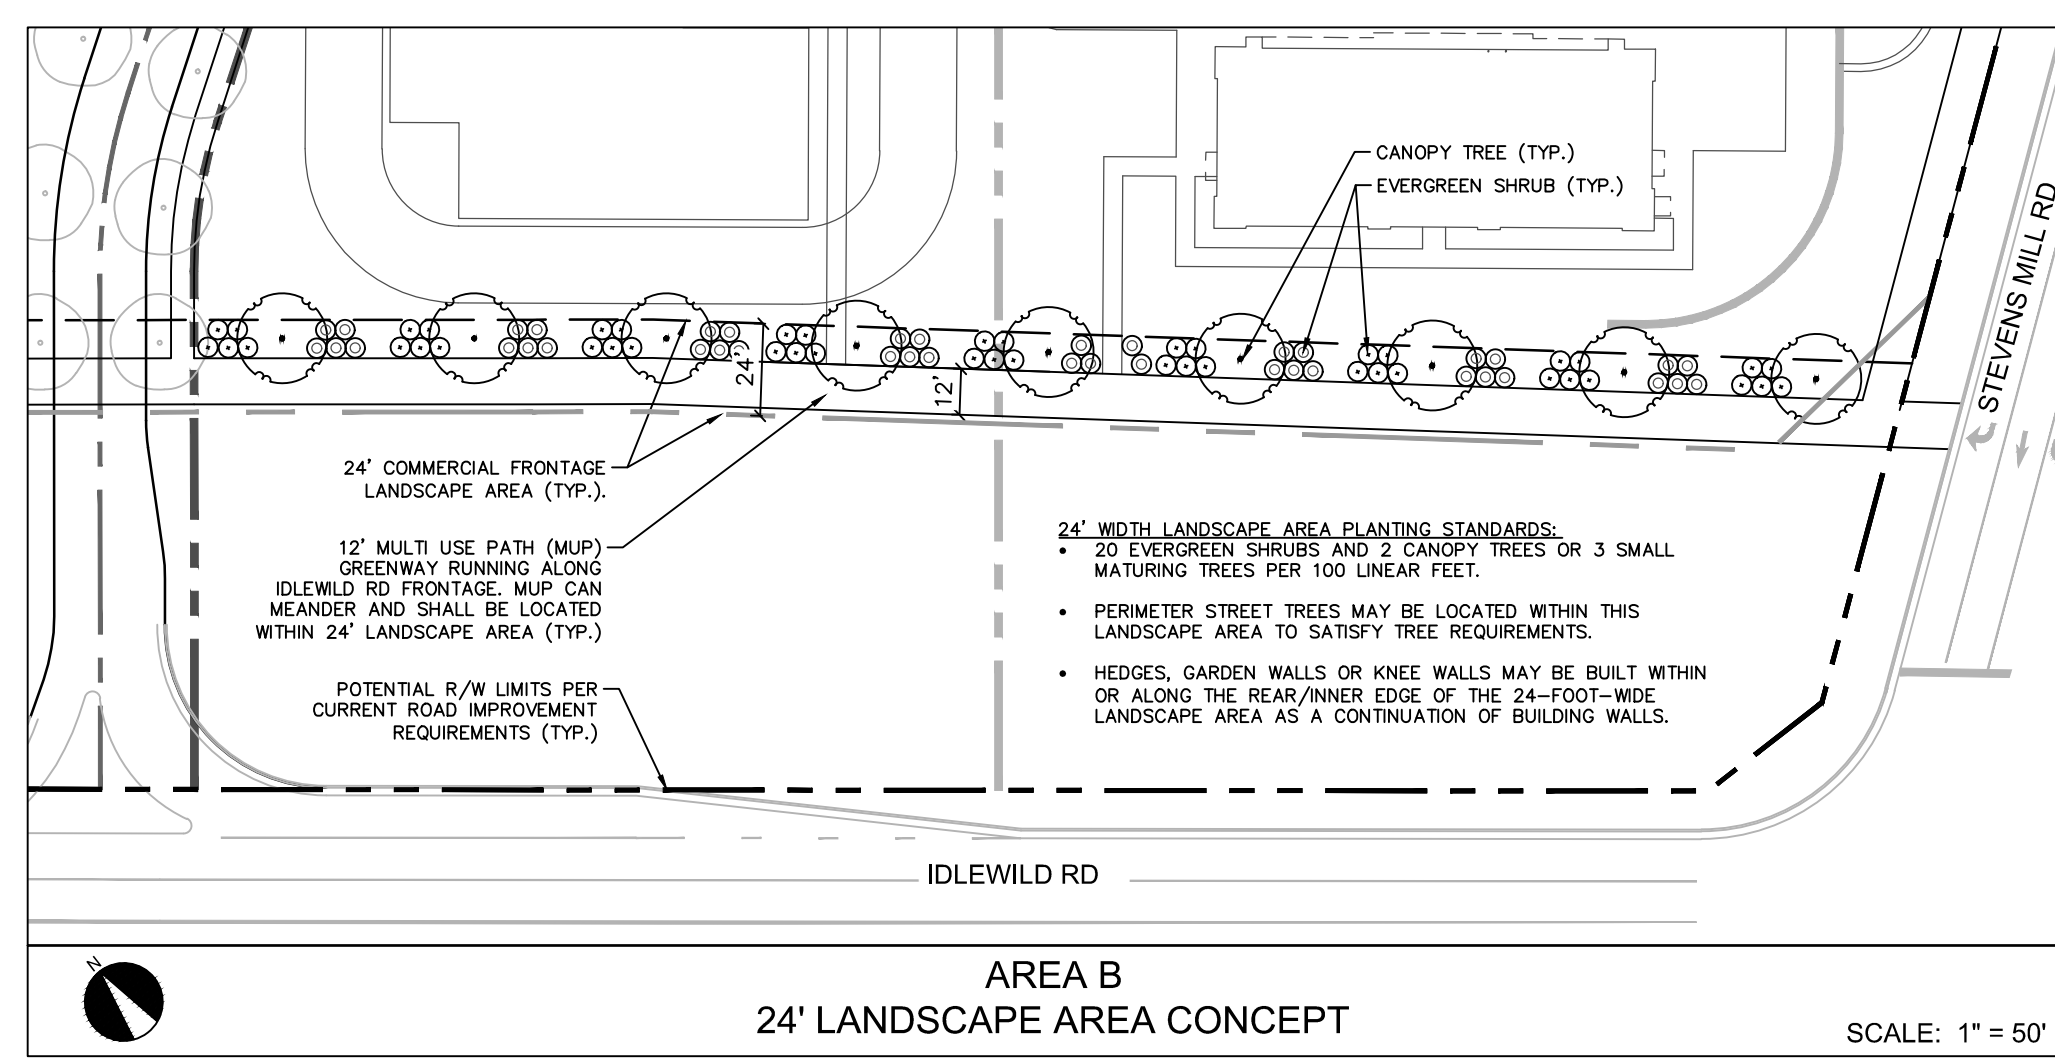 CANOPY TREE (TYP.)
EVERGREEN SHRUB (TYP.)
STEVENS MILL RD
24'
12'
24' COMMERCIAL FRONTAGE
LANDSCAPE AREA (TYP.).
12' MULTI USE PATH (MUP)
GREENWAY RUNNING ALONG
IDLEWILD RD FRONTAGE. MUP CAN
MEANDER AND SHALL BE LOCATED
WITHIN 24' LANDSCAPE AREA (TYP.)
POTENTIAL R/W LIMITS PER
CURRENT ROAD IMPROVEMENT
REQUIREMENTS (TYP.)
24' WIDTH LANDSCAPE AREA PLANTING STANDARDS:
• 20 EVERGREEN SHRUBS AND 2 CANOPY TREES OR 3 SMALL
MATURING TREES PER 100 LINEAR FEET.
• PERIMETER STREET TREES MAY BE LOCATED WITHIN THIS
LANDSCAPE AREA TO SATISFY TREE REQUIREMENTS.
• HEDGES, GARDEN WALLS OR KNEE WALLS MAY BE BUILT WITHIN
OR ALONG THE REAR/INNER EDGE OF THE 24-FOOT-WIDE
LANDSCAPE AREA AS A CONTINUATION OF BUILDING WALLS.
IDLEWILD RD
N
AREA B
24' LANDSCAPE AREA CONCEPT
SCALE: 1" = 50'